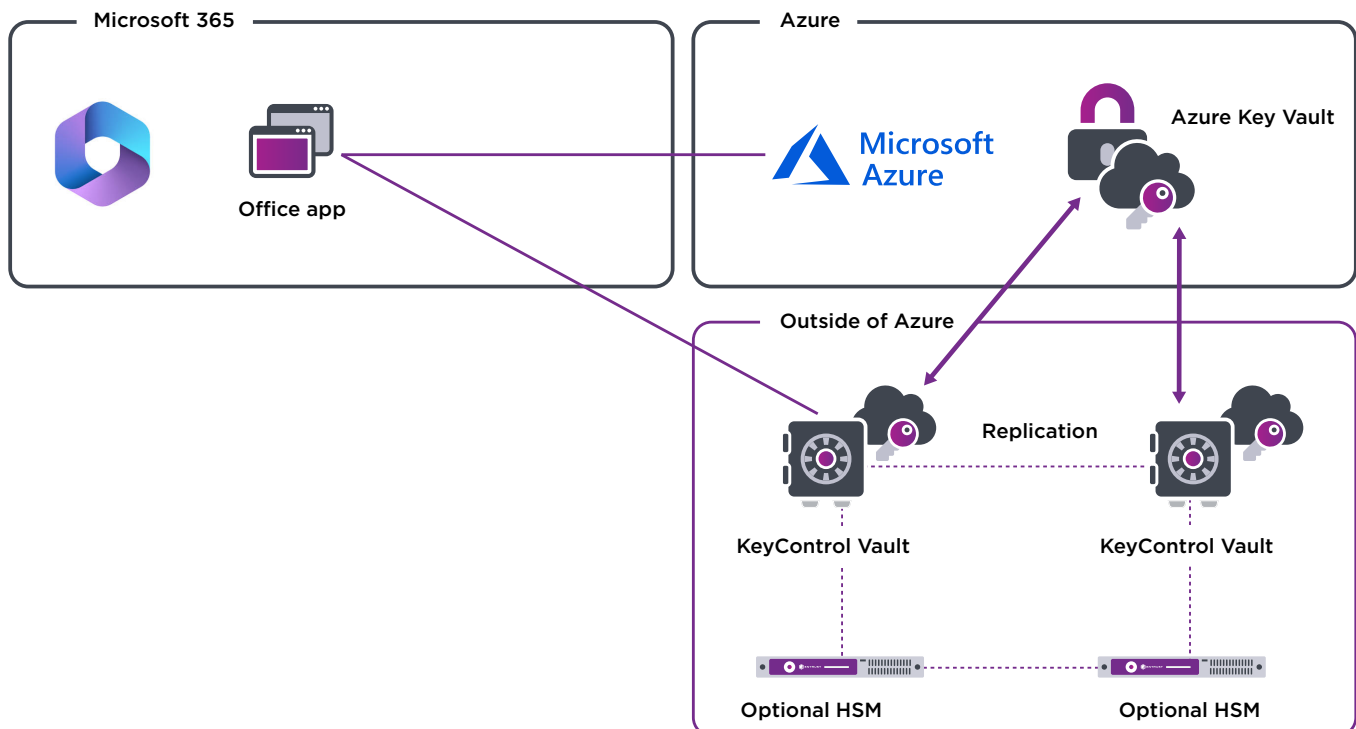 Microsoft 365
Azure
Office app
Microsoft
Azure
Azure Key Vault
Outside of Azure
Replication
KeyControl Vault
KeyControl Vault
Optional HSM
Optional HSM